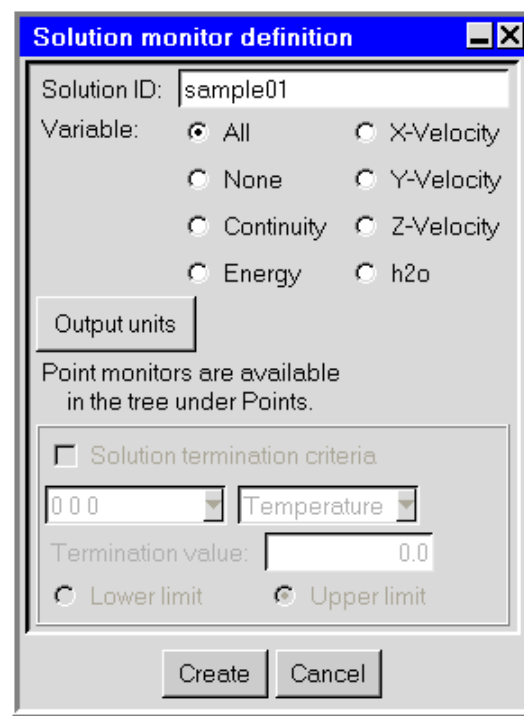 Solution monitor definition
Solution ID: sample01
Variable: All X-Velocity
None Y-Velocity
Continuity Z-Velocity
Energy h2o
Output units
Point monitors are available
in the tree under Points.
Solution termination criteria
0 0 0 Temperature
Termination value: 0.0
Lower limit Upper limit
Create Cancel